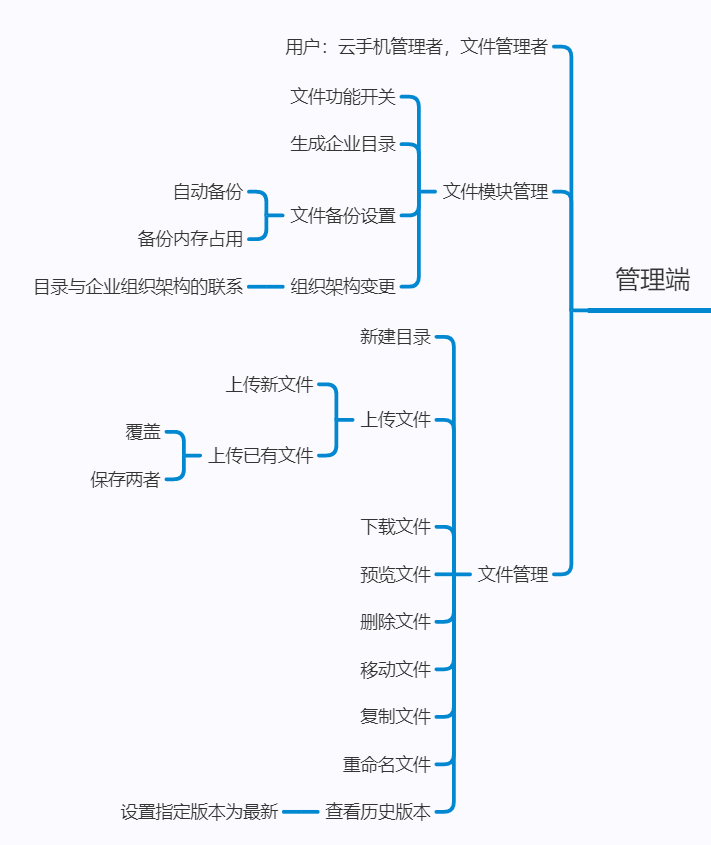 用户：云手机管理者，文件管理者
文件功能开关
生成企业目录
自动备份
文件模块管理
文件备份设置
备份内存占用
管理端
目录与企业组织架构的联系
组织架构变更
新建目录
上传新文件
上传文件
覆盖
上传已有文件
保存两者
下载文件
预览文件
文件管理
删除文件
移动文件
复制文件
重命名文件
设置指定版本为最新
查看历史版本